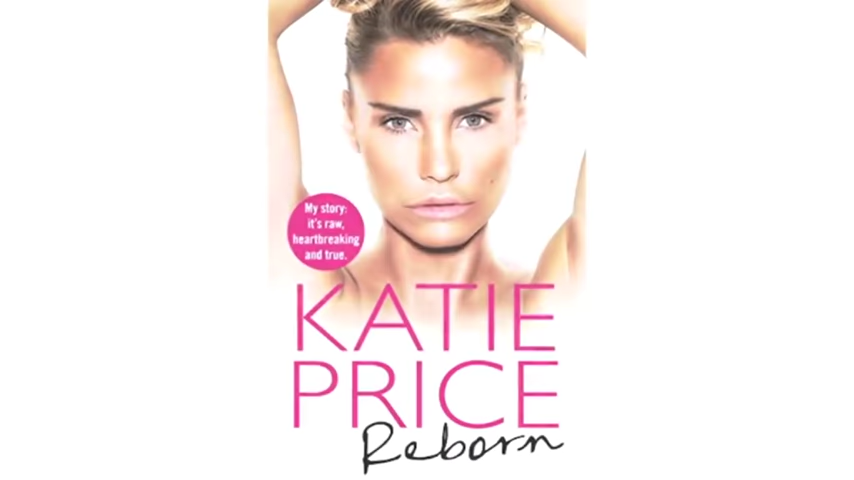 My story:
it's raw,
heartbreaking
and true.
KATIE
PRICE
Reborn